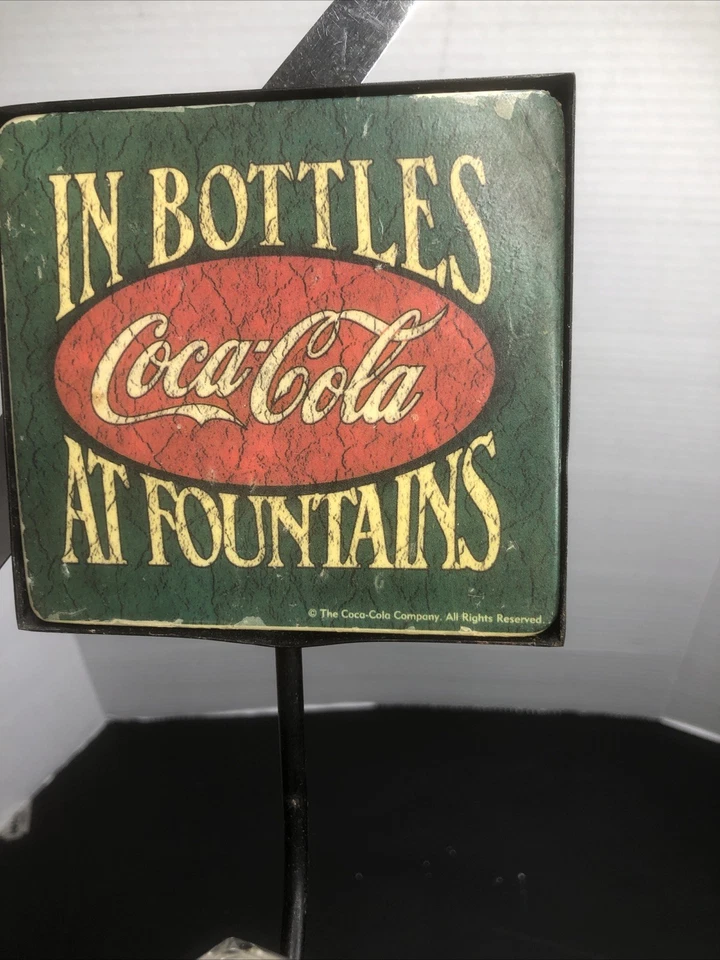 IN BOTTLES
Coca-Cola
AT FOUNTAINS
© The Coca-Cola Company. All Rights Reserved.